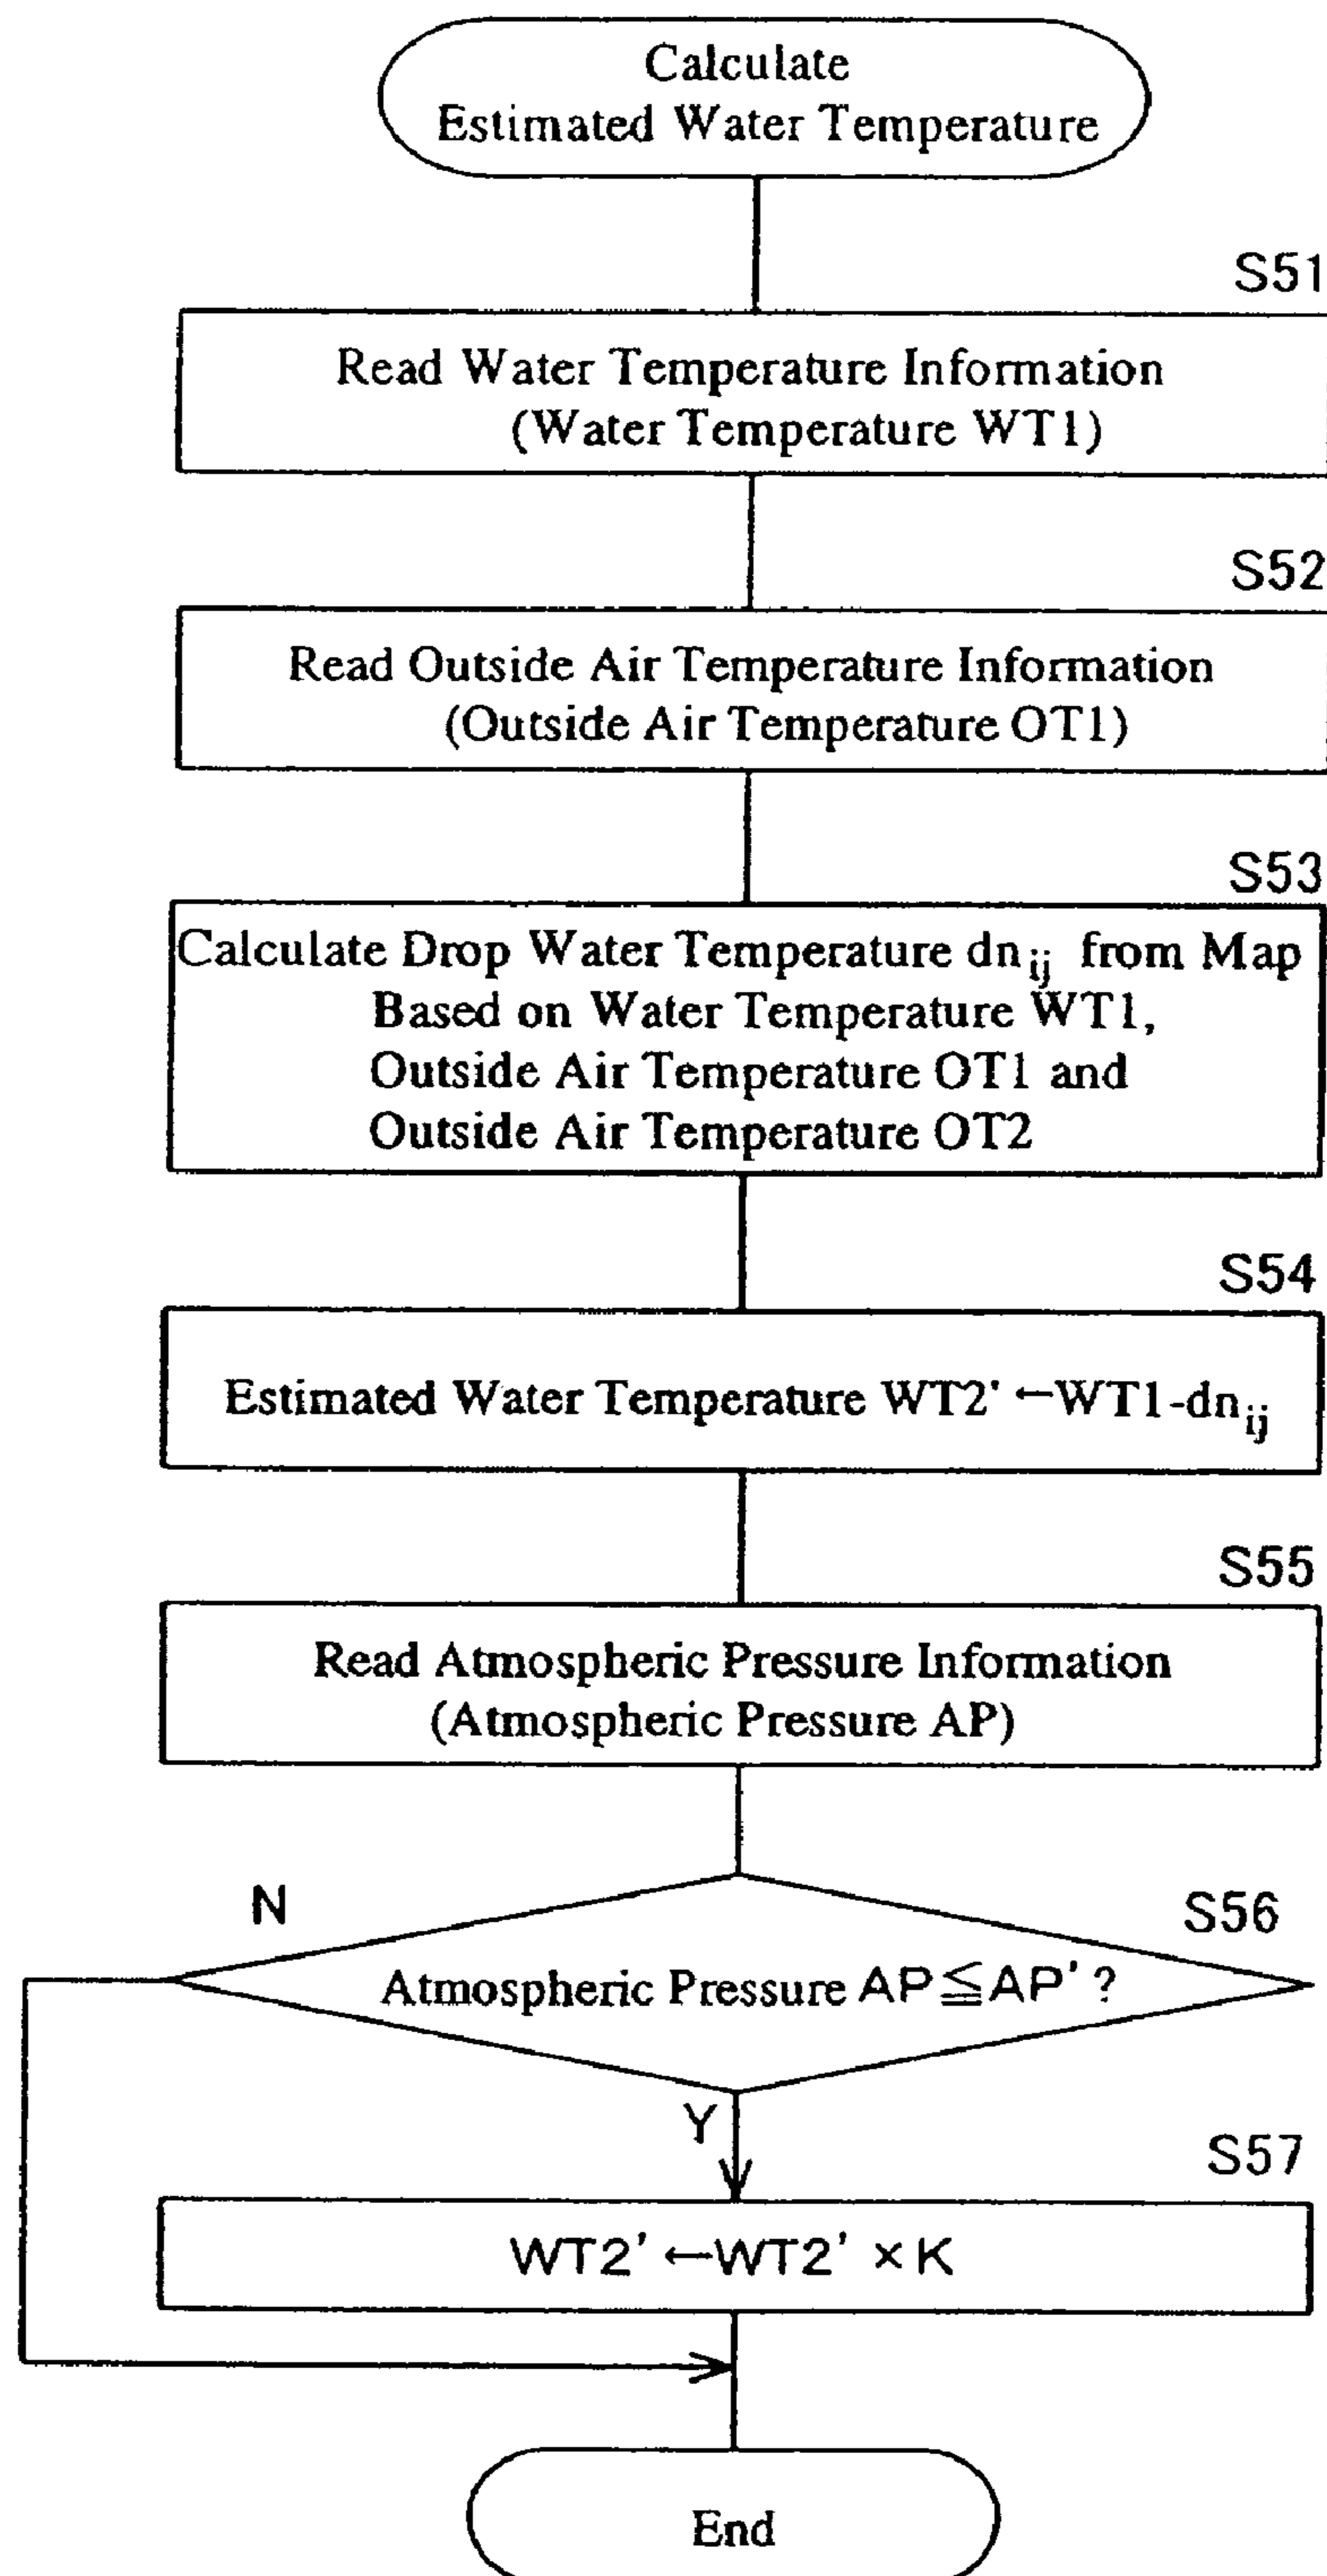 Calculate
Estimated Water Temperature
S51
Read Water Temperature Information
(Water Temperature WT1)
S52
Read Outside Air Temperature Information
(Outside Air Temperature OT1)
S53
Calculate Drop Water Temperature dn_ij from Map
Based on Water Temperature WT1,
Outside Air Temperature OT1 and
Outside Air Temperature OT2
S54
Estimated Water Temperature WT2' ←WT1-dn_ij
S55
Read Atmospheric Pressure Information
(Atmospheric Pressure AP)
N
S56
Atmospheric Pressure AP≦AP' ?
Y
S57
WT2' ←WT2' ×K
End